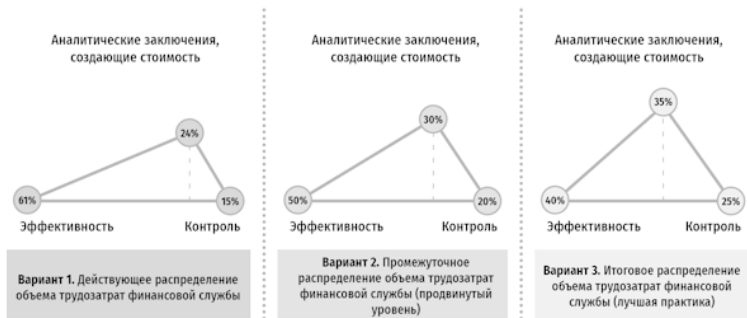 Аналитические заключения,
создающие стоимость
24%
61%
15%
Эффективность
Контроль
Вариант 1. Действующее распределение
объема трудозатрат финансовой службы
Аналитические заключения,
создающие стоимость
30%
50%
20%
Эффективность
Контроль
Вариант 2. Промежуточное
распределение объема трудозатрат
финансовой службы (продвинутый
уровень)
Аналитические заключения,
создающие стоимость
35%
40%
25%
Эффективность
Контроль
Вариант 3. Итоговое распределение
объема трудозатрат финансовой
службы (лучшая практика)